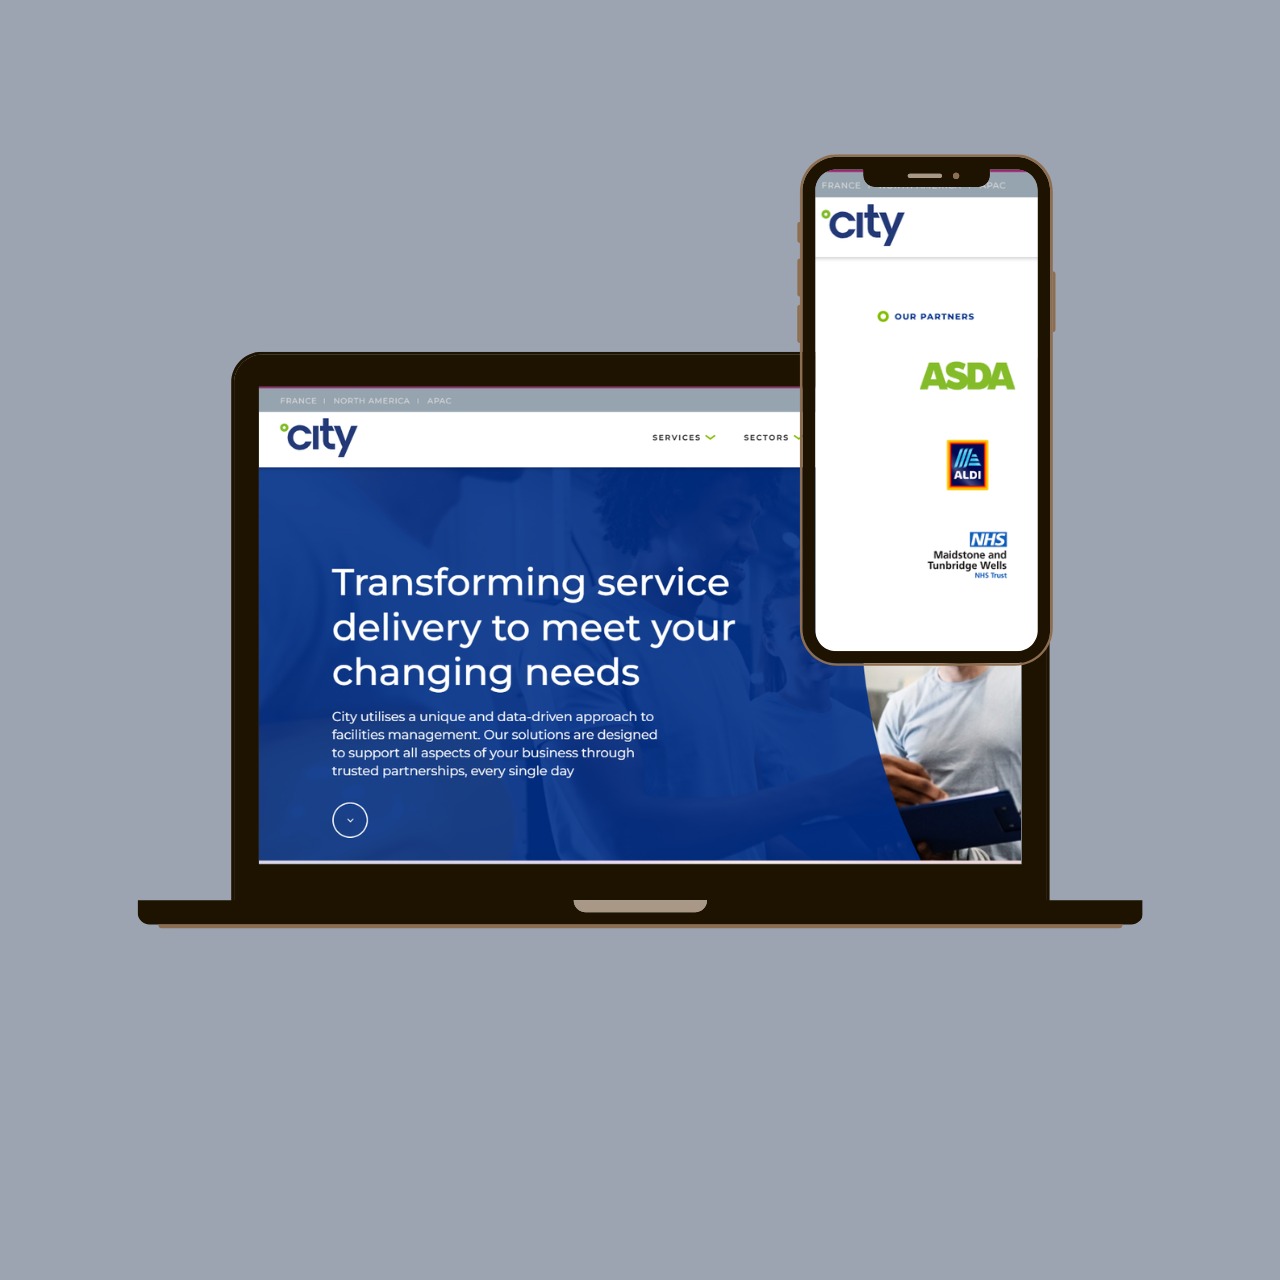 FRANCE | NORTH AMERICA | APAC
city
SERVICES SECTORS
Transforming service
delivery to meet your
changing needs
City utilises a unique and data-driven approach to
facilities management. Our solutions are designed
to support all aspects of your business through
trusted partnerships, every single day
FRANCE APAC
city
OUR PARTNERS
ASDA
ALDI
NHS
Maidstone and
Tunbridge Wells
NHS Trust